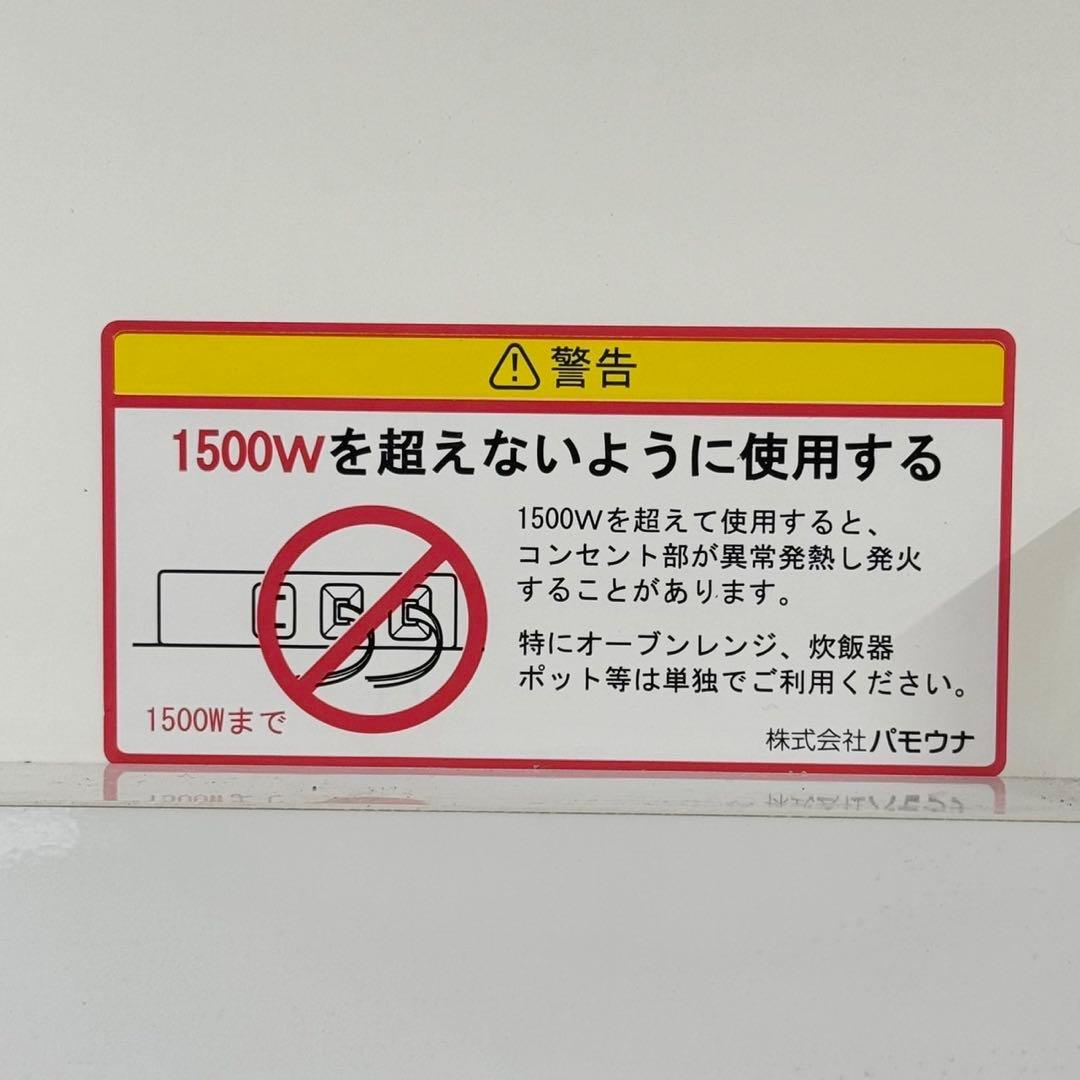 警告
1500Wを超えないように使用する
1500Wを超えて使用すると、
コンセント部が異常発熱し発火
することがあります。
特にオーブンレンジ、炊飯器
ポット等は単独でご利用ください。
1500Wまで
株式会社パモウナ